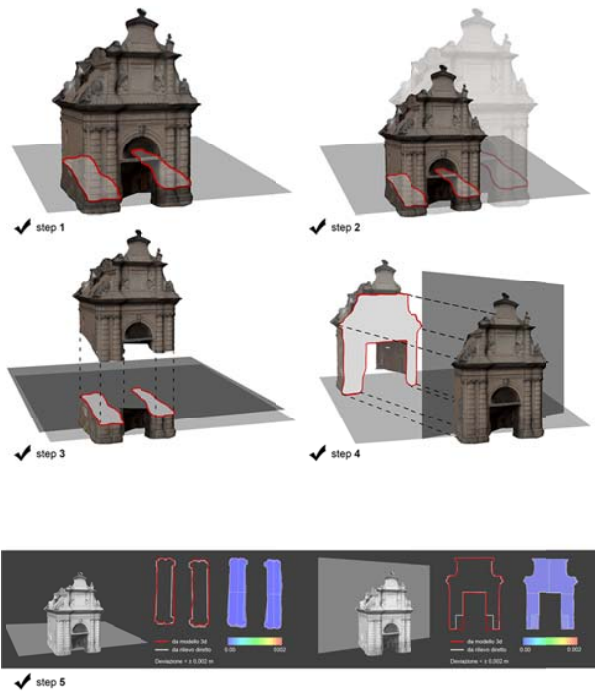 step 1
step 2
step 3
step 4
da modello 3d
da rilievo diretto
Deviazione < ± 0.002 m
0.00
0.002
da modello 3d
da rilievo diretto
Deviazione < ± 0.002 m
0.00
0.002
step 5